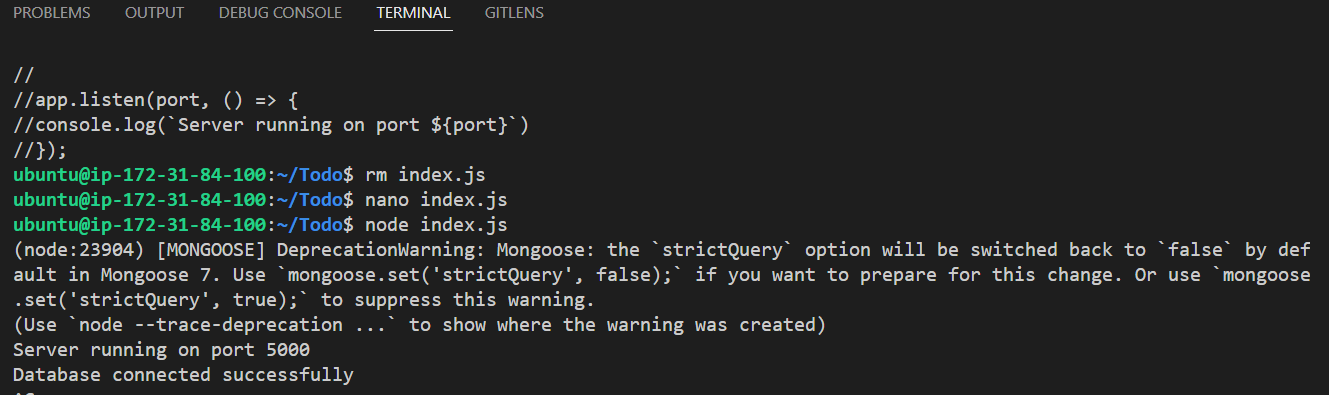 PROBLEMS OUTPUT DEBUG CONSOLE TERMINAL GITLENS
//
//app.listen(port, () => {
//console.log(`Server running on port ${port}`)
//});
ubuntu@ip-172-31-84-100:~/Todo$ rm index.js
ubuntu@ip-172-31-84-100:~/Todo$ nano index.js
ubuntu@ip-172-31-84-100:~/Todo$ node index.js
(node:23904) [MONGOOSE] DeprecationWarning: Mongoose: the `strictQuery` option will be switched back to `false` by def
ault in Mongoose 7. Use `mongoose.set('strictQuery', false);` if you want to prepare for this change. Or use `mongoose
.set('strictQuery', true);` to suppress this warning.
(Use `node --trace-deprecation ...` to show where the warning was created)
Server running on port 5000
Database connected successfully